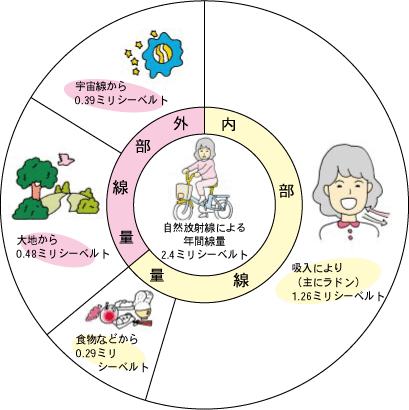 宇宙線から
0.39ミリシーベルト
外部線量
内部線量
大地から
0.48ミリシーベルト
自然放射線による
年間線量
2.4ミリシーベルト
吸入により
（主にラドン）
1.26ミリシーベルト
食物などから
0.29ミリ
シーベルト